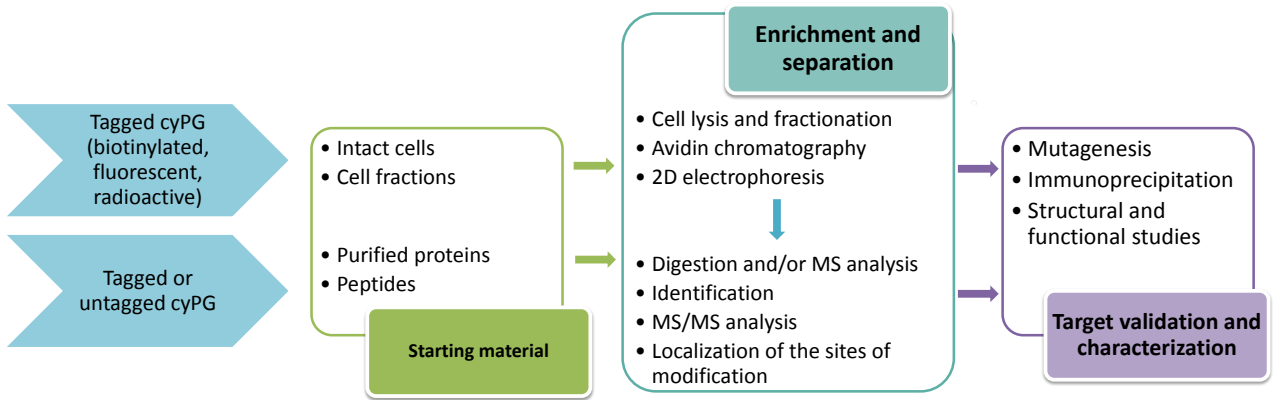 Tagged cyPG
(biotinylated,
fluorescent,
radioactive)
Tagged or
untagged cyPG
• Intact cells
• Cell fractions
• Purified proteins
• Peptides
Starting material
Enrichment and
separation
• Cell lysis and fractionation
• Avidin chromatography
• 2D electrophoresis
• Digestion and/or MS analysis
• Identification
• MS/MS analysis
• Localization of the sites of
modification
• Mutagenesis
• Immunoprecipitation
• Structural and
functional studies
Target validation and
characterization